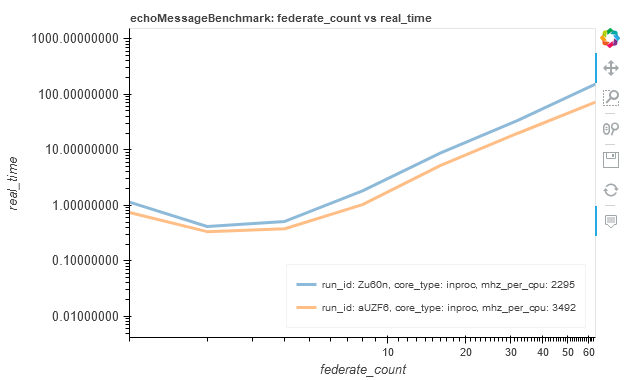 echoMessageBenchmark: federate_count vs real_time
1000.00000000
100.00000000
10.00000000
1.00000000
0.10000000
0.01000000
real_time
run_id: Zu60n, core_type: inproc, mhz_per_cpu: 2295
run_id: aUZF6, core_type: inproc, mhz_per_cpu: 3492
10 20 30 40 50 60
federate_count